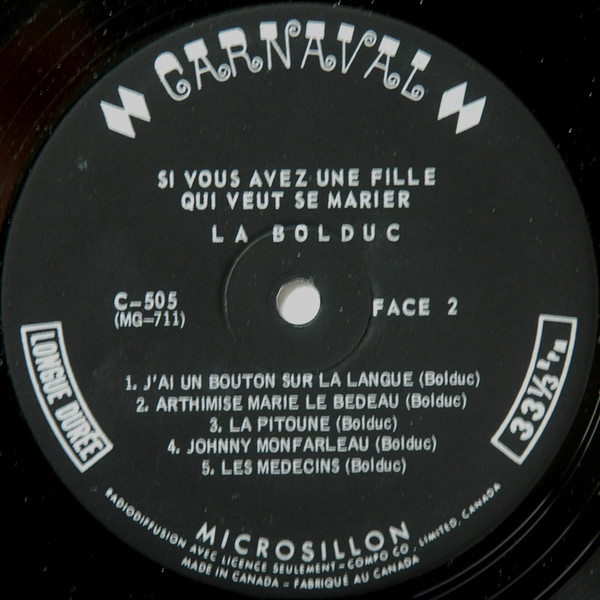 CARNAVAL
SI VOUS AVEZ UNE FILLE
QUI VEUT SE MARIER
LA BOLDUC
C-505
(MG-711)
FACE 2
LONGUE DURÉE
33 1/3 L.P.M
1. J'AI UN BOUTON SUR LA LANGUE (Bolduc)
2. ARTHIMISE MARIE LE BEDEAU (Bolduc)
3. LA PITOUNE (Bolduc)
4. JOHNNY MONFARLEAU (Bolduc)
5. LES MEDECINS (Bolduc)
MICROSILLON
RADIODIFFUSION AVEC LICENCE SEULEMENT-COMPO CO., LIMITED, CANADA
MADE IN CANADA - FABRIQUÉ AU CANADA